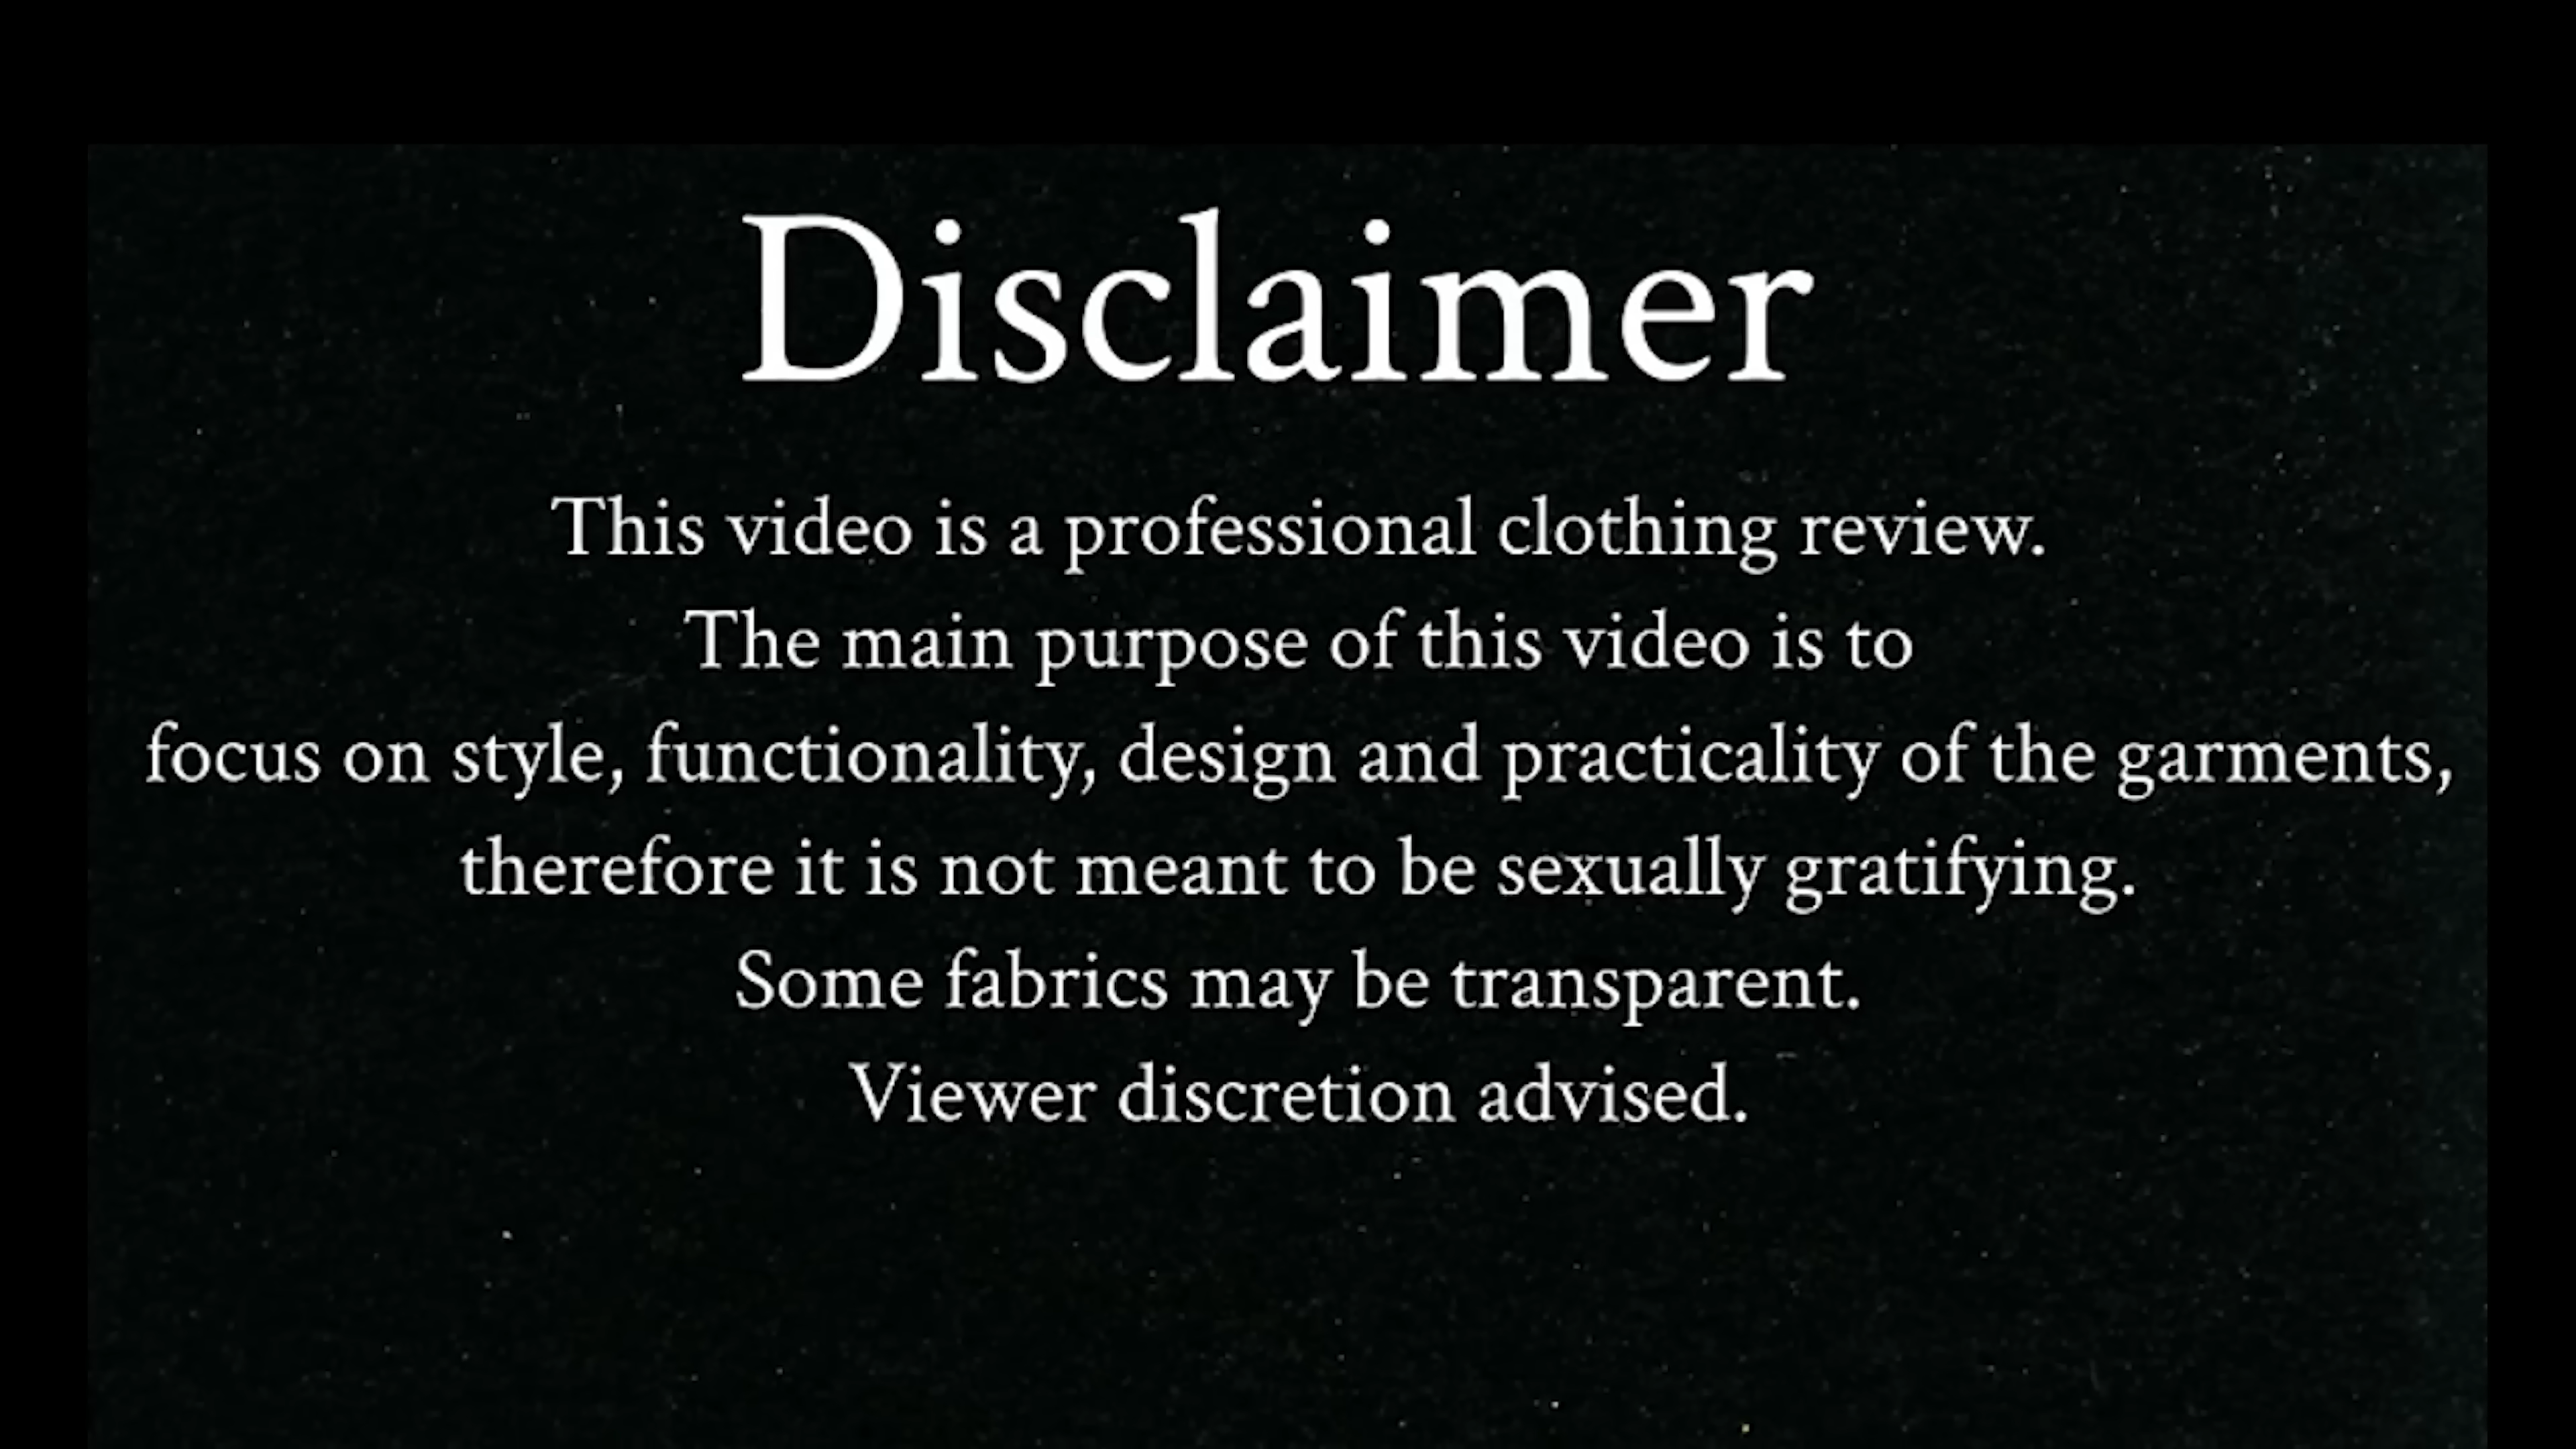 Disclaimer
This video is a professional clothing review.
The main purpose of this video is to
focus on style, functionality, design and practicality of the garments,
therefore it is not meant to be sexually gratifying.
Some fabrics may be transparent.
Viewer discretion advised.